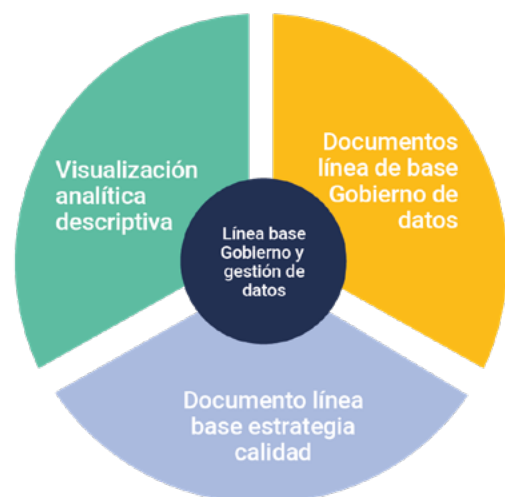 Visualización
analítica
descriptiva
Documentos
línea de base
Gobierno de
datos
Línea base
Gobierno y
gestión de
datos
Documento línea
base estrategia
calidad